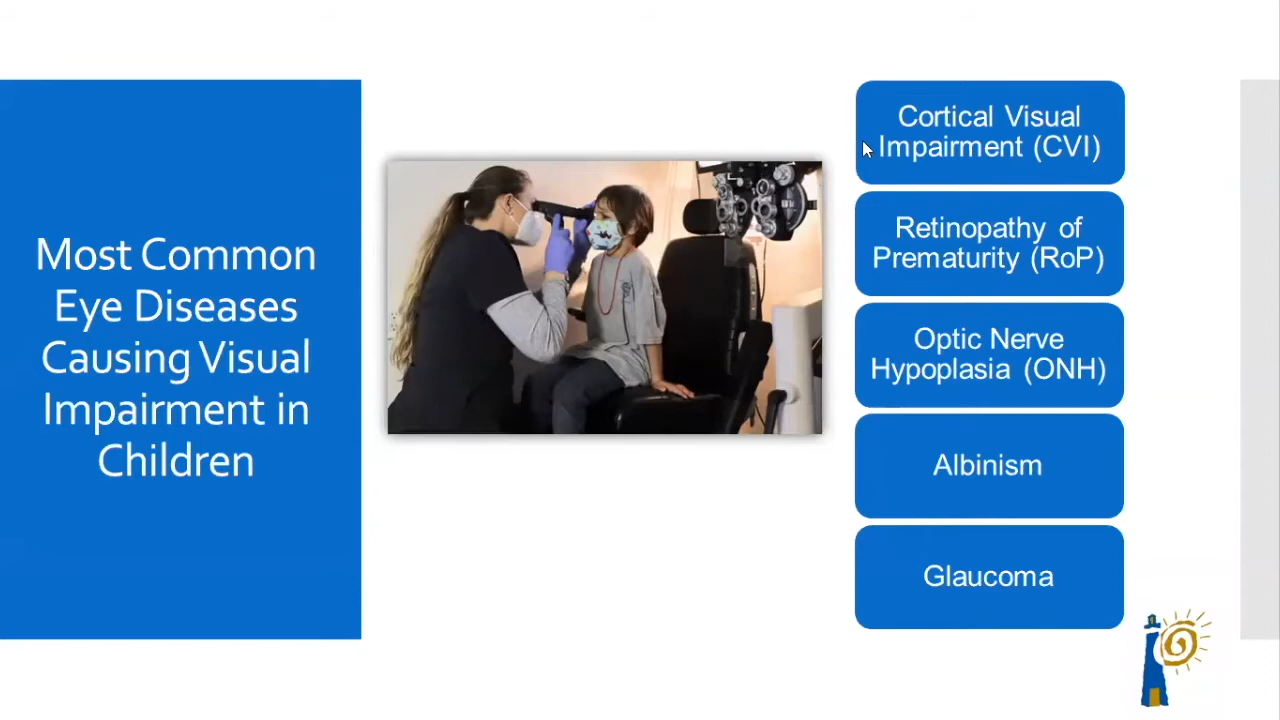 Most Common
Eye Diseases
Causing Visual
Impairment in
Children
Cortical Visual
Impairment (CVI)
Retinopathy of
Prematurity (RoP)
Optic Nerve
Hypoplasia (ONH)
Albinism
Glaucoma